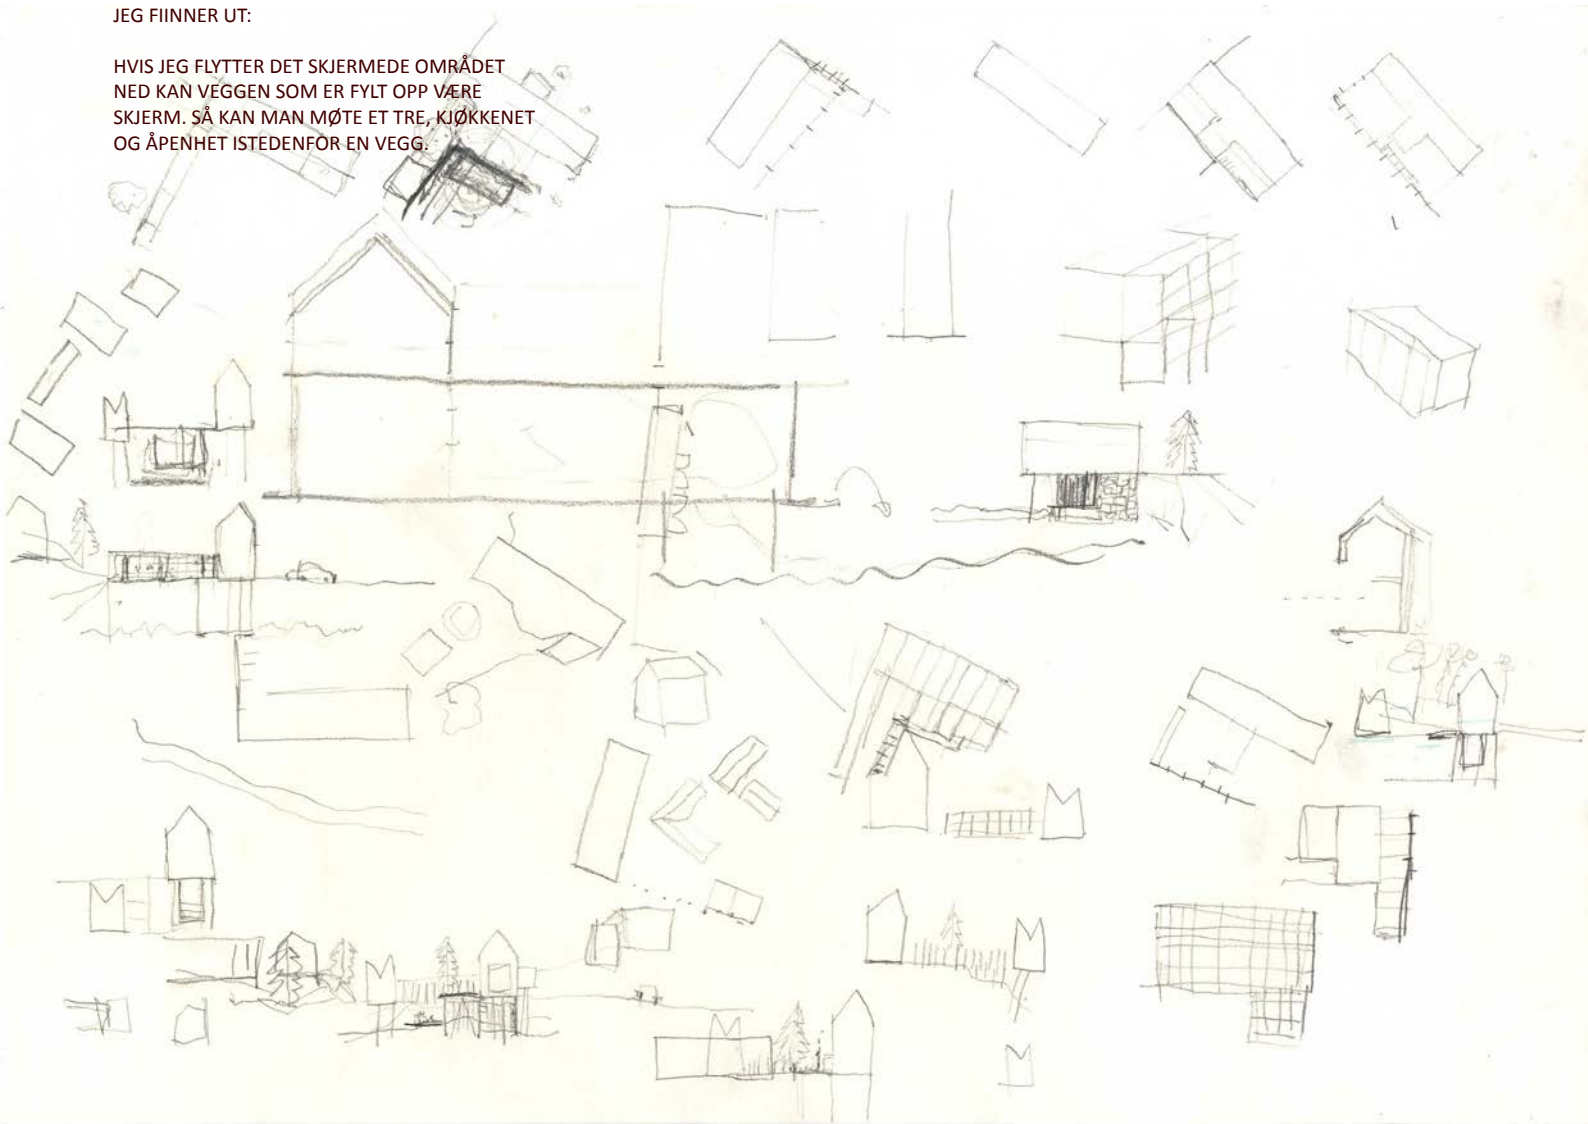 JEG FIINNER UT:
HVIS JEG FLYTTER DET SKJERMEDE OMRÅDET
NED KAN VEGGEN SOM ER FYLT OPP VÆRE
SKJERM. SÅ KAN MAN MØTE ET TRE, KJØKKENET
OG ÅPENHET ISTEDENFOR EN VEGG.